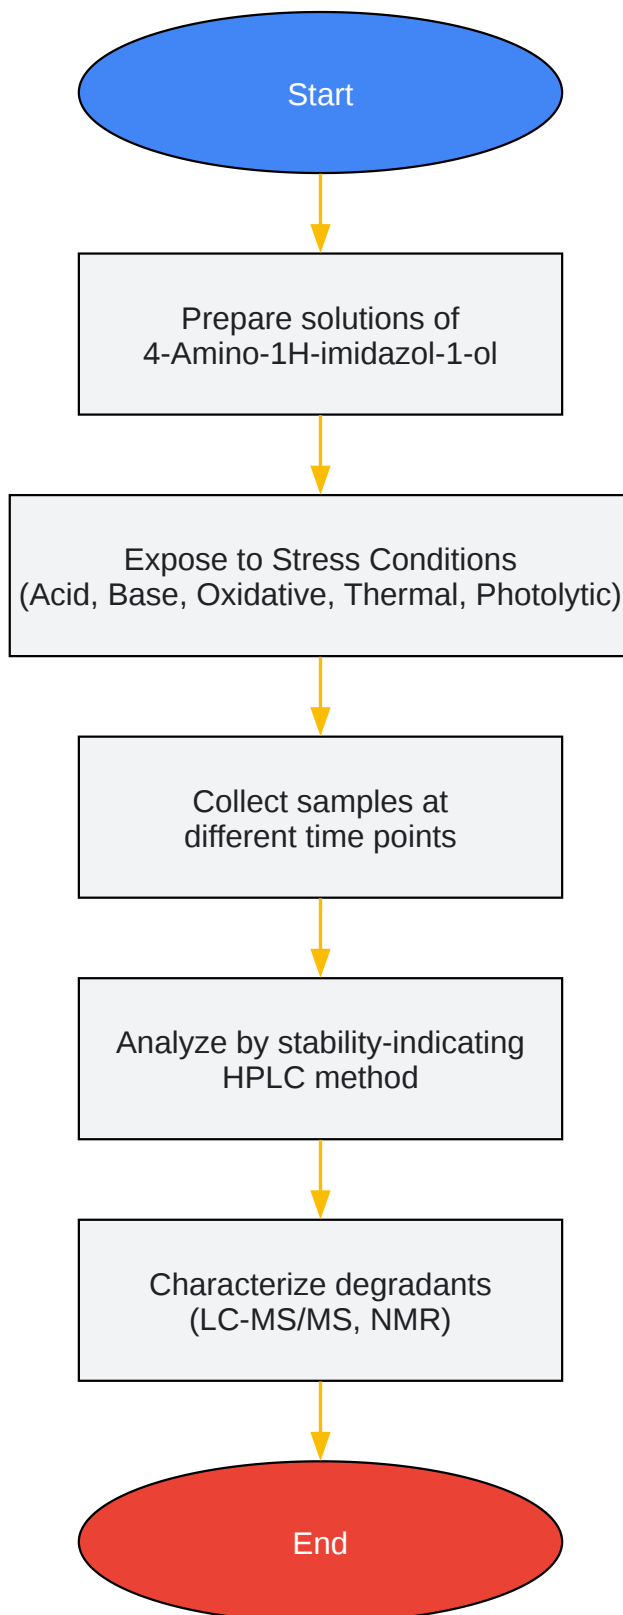 Start
Prepare solutions of
4-Amino-1H-imidazol-1-ol
Expose to Stress Conditions
(Acid, Base, Oxidative, Thermal, Photolytic)
Collect samples at
different time points
Analyze by stability-indicating
HPLC method
Characterize degradants
(LC-MS/MS, NMR)
End